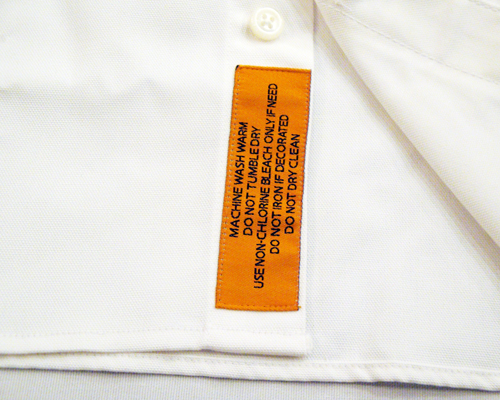 MACHINE WASH WARM
DO NOT TUMBLE DRY
USE NON-CHLORINE BLEACH ONLY IF NEED
DO NOT IRON IF DECORATED
DO NOT DRY CLEAN